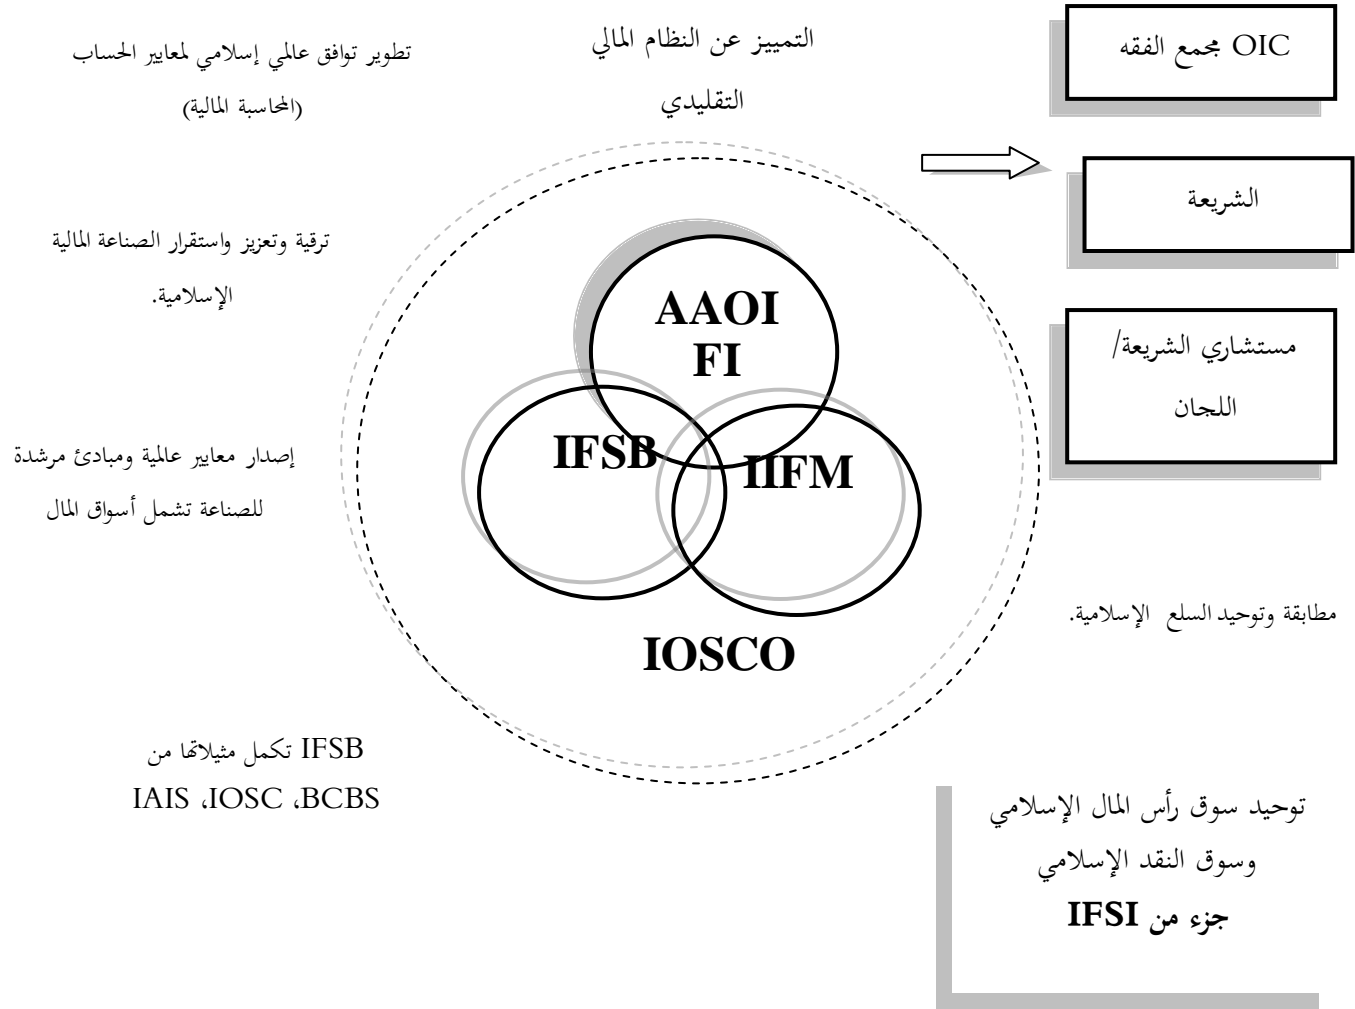 OIC مجمع الفقه
التمييز عن النظام المالي
التقليدي
تطوير توافق عالمي إسلامي لمعايير الحساب
(المحاسبة المالية)
الشريعة
ترقية وتعزيز واستقرار الصناعة المالية
الإسلامية.
AAOI
FI
مستشاري الشريعة/
اللجان
IFSB
IIFM
إصدار معايير عالمية ومبادئ مرشدة
للصناعة تشمل أسواق المال
مطابقة وتوحيد السلع الإسلامية.
IOSCO
IFSB تكمل مثيلاتها من
IAIS ،IOSC ،BCBS
توحيد سوق رأس المال الإسلامي
وسوق النقد الإسلامي
جزء من IFSI